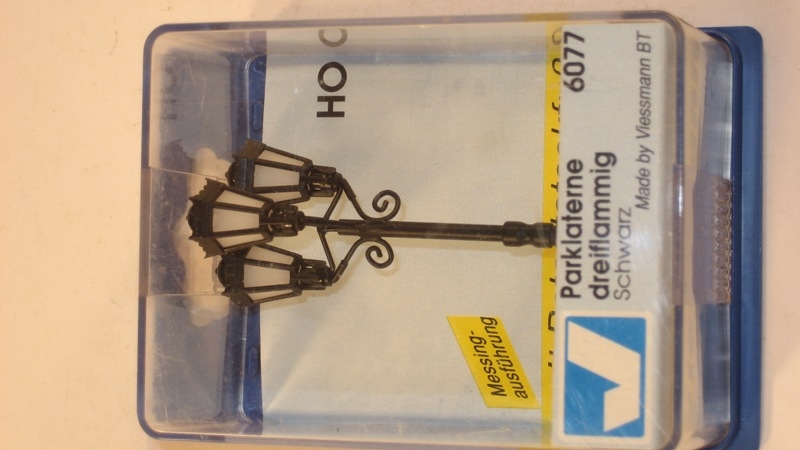 HO
Messing-
ausführung
Parklaterne 6077
dreiflammig
Schwarz
Made by Viessmann BT